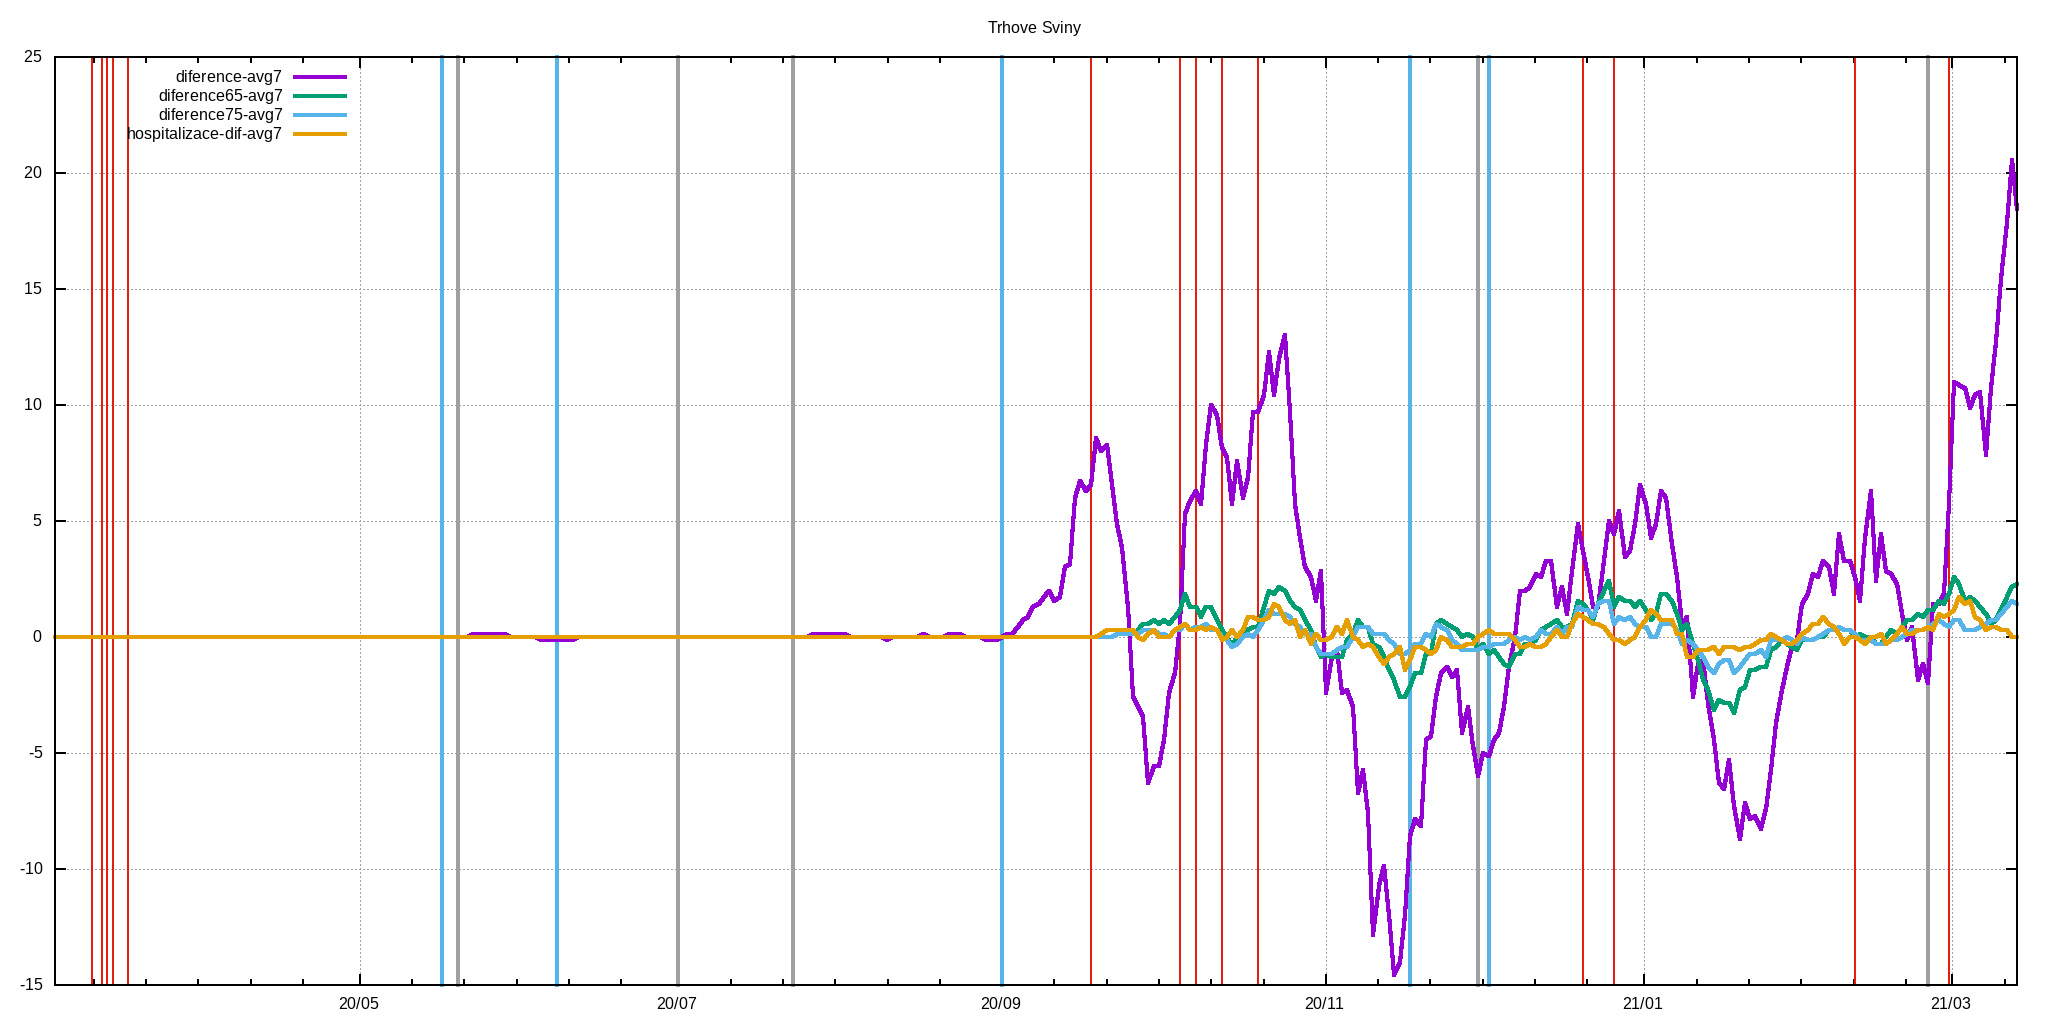 Trhove Sviny
25
20
15
10
5
0
-5
-10
-15
diference-avg7
diference65-avg7
diference75-avg7
hospitalizace-dif-avg7
20/05 20/07 20/09 20/11 21/01 21/03